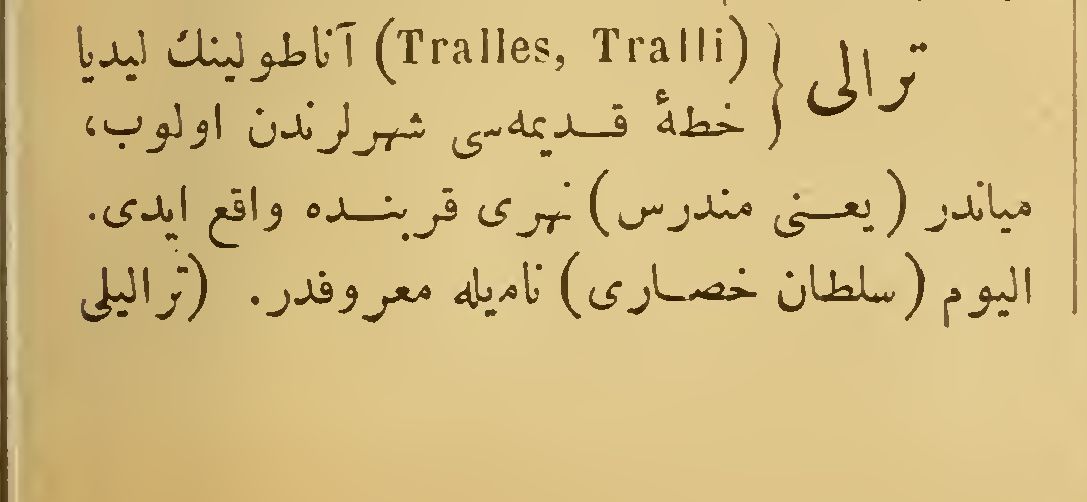 ترالی { (Tralles, Tralli) آناطولینك لیدیا
خطهٔ قدیمه‌سی شهرلرندن اولوب،
میاندر (یعنی مندرس) نهری قربنده واقع ایدی.
الیوم (سلطان خصاری) نامیله معروفدر. (ترالیلی